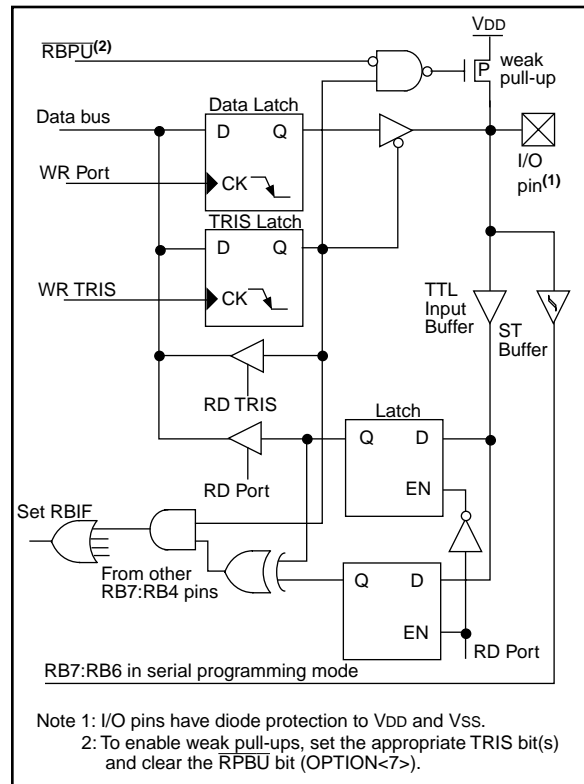 VDD
RBPU(2)
weak
pull-up
P
Data Latch
Data bus
D Q
WR Port
CK
I/O
pin(1)
TRIS Latch
D Q
WR TRIS
CK
TTL
Input
Buffer
ST
Buffer
RD TRIS
Latch
Q D
RD Port
EN
Set RBIF
From other
RB7:RB4 pins
Q D
EN
RD Port
RB7:RB6 in serial programming mode
Note 1: I/O pins have diode protection to VDD and VSS.
2: To enable weak pull-ups, set the appropriate TRIS bit(s)
and clear the RPBU bit (OPTION<7>).